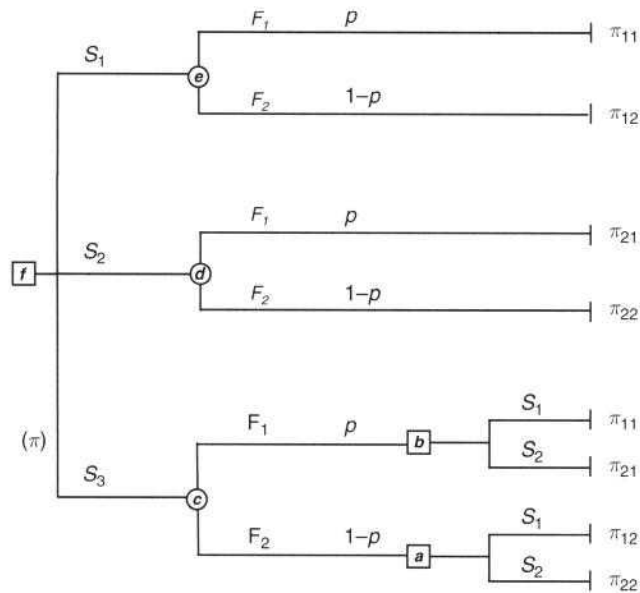 F₁ p π₁₁
S₁
e
F₂ 1–p π₁₂
F₁ p π₂₁
S₂
f d
F₂ 1–p π₂₂
S₁ π₁₁
F₁ p b
(π) S₂ π₂₁
S₃
c
S₁ π₁₂
F₂ 1–p a
S₂ π₂₂